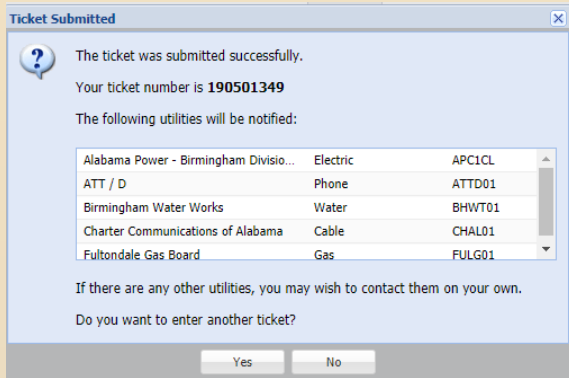 Ticket Submitted
The ticket was submitted successfully.
Your ticket number is 190501349
The following utilities will be notified:
Alabama Power - Birmingham Divisio... Electric APC1CL
ATT / D Phone ATTD01
Birmingham Water Works Water BHWT01
Charter Communications of Alabama Cable CHAL01
Fultondale Gas Board Gas FULG01
If there are any other utilities, you may wish to contact them on your own.
Do you want to enter another ticket?
Yes No